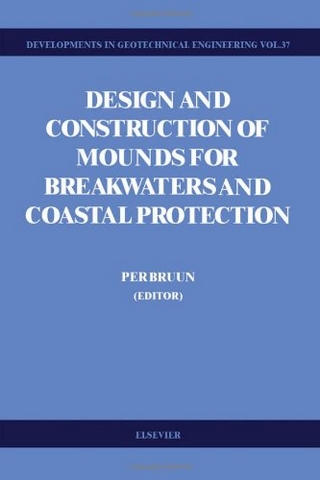 DEVELOPMENTS IN GEOTECHNICAL ENGINEERING VOL.37
DESIGN AND
CONSTRUCTION OF
MOUNDS FOR
BREAKWATERS AND
COASTAL PROTECTION
PER BRUUN
(EDITOR)
ELSEVIER